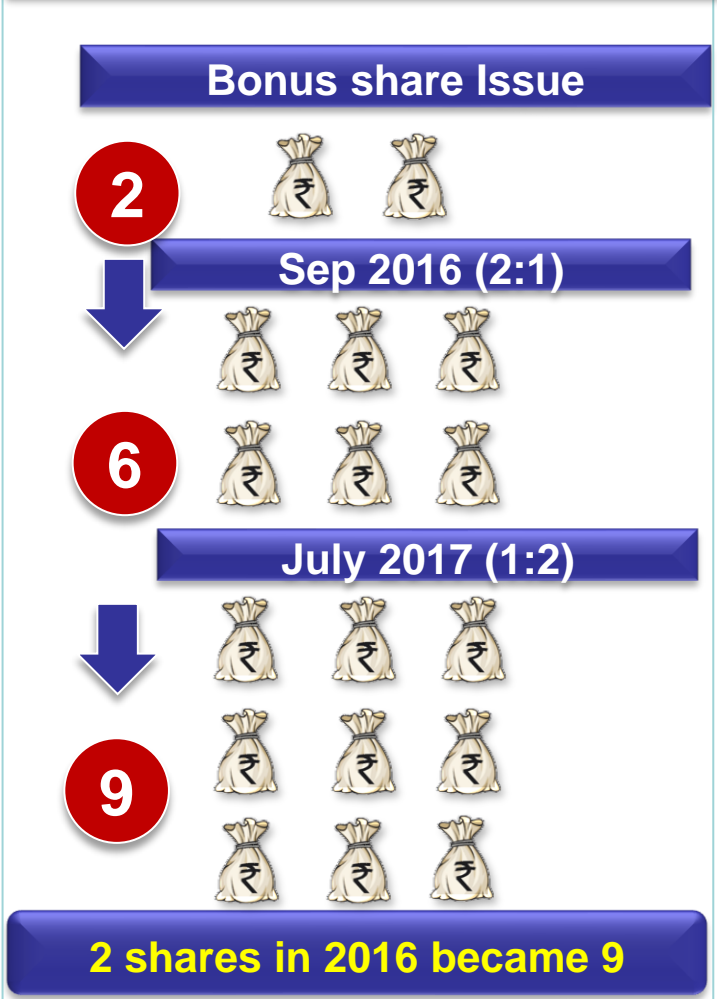 Bonus share Issue
₹ ₹
2
Sep 2016 (2:1)
₹ ₹ ₹
6
₹ ₹ ₹
July 2017 (1:2)
₹ ₹ ₹
9
₹ ₹ ₹
₹ ₹ ₹
2 shares in 2016 became 9